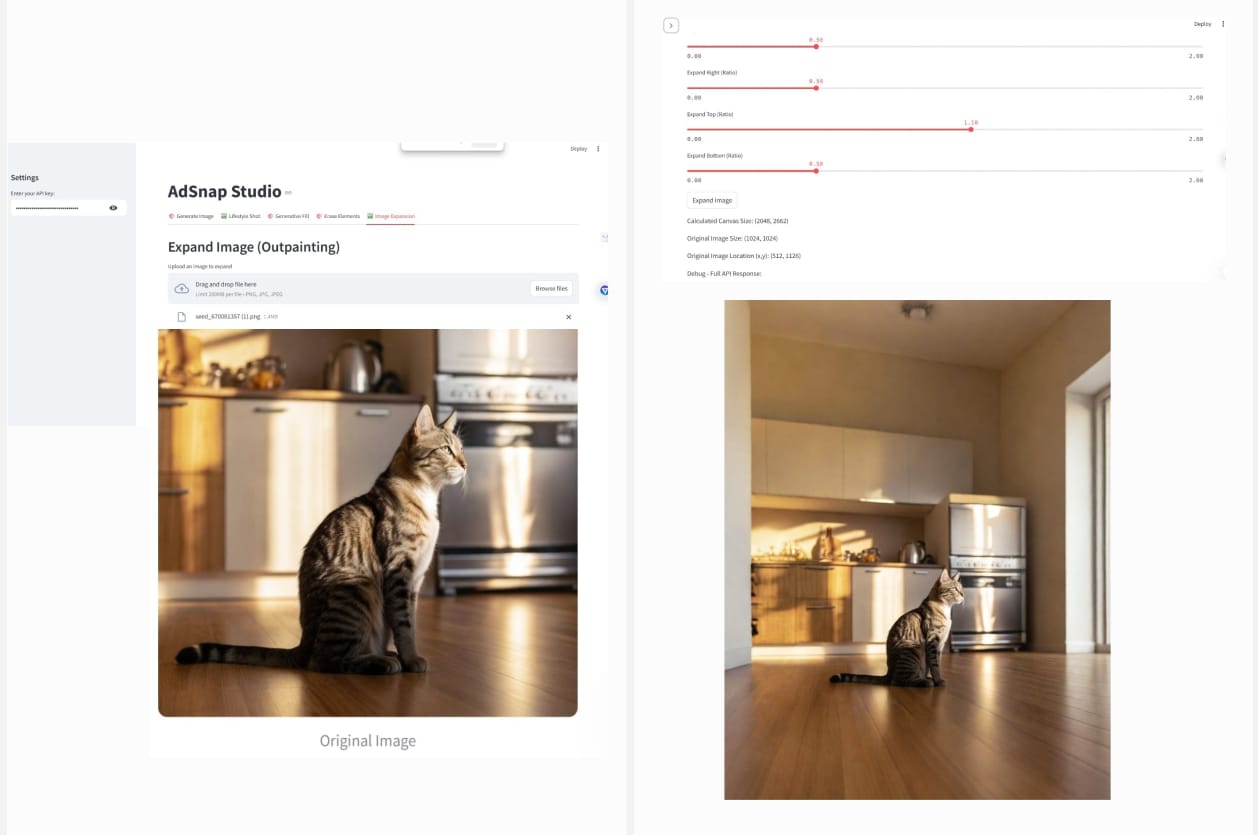 Settings
Enter your API key:
••••••••••••••••••••••••••••••••
Deploy
AdSnap Studio
Generate Image
Lifestyle Shot
Generative Fill
Erase Elements
Image Expansion
Expand Image (Outpainting)
Upload an image to expand
Drag and drop file here
Limit 200MB per file • PNG, JPG, JPEG
Browse files
seed_670081357 (1).png
Original Image
Deploy
0.50
0.00 2.00
Expand Right (Ratio)
0.50
0.00 2.00
Expand Top (Ratio)
1.10
0.00 2.00
Expand Bottom (Ratio)
0.50
0.00 2.00
Expand Image
Calculated Canvas Size: (2048, 2662)
Original Image Size: (1024, 1024)
Original Image Location (x,y): (512, 1126)
Debug - Full API Response: